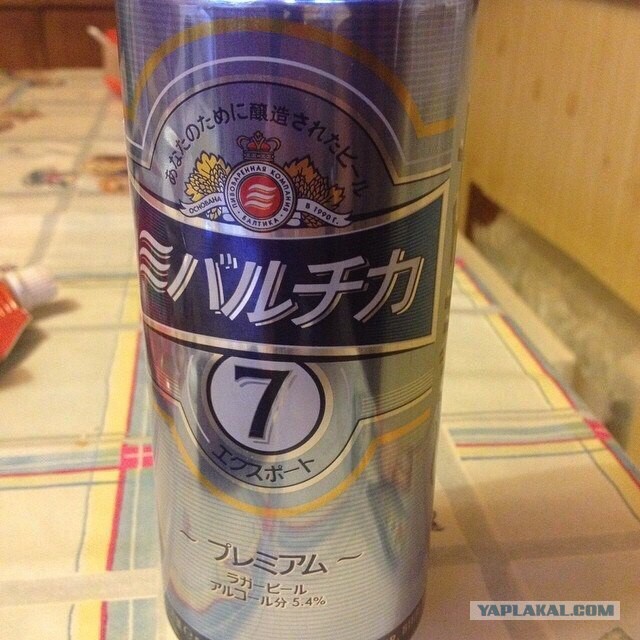 あなたのために醸造されたビール
ПИВОВАРЕННАЯ КОМПАНИЯ
БАЛТИКА
ОСНОВАНА В 1990 Г.
バルチカ
7
エクスポート
~ プレミアム ~
ラガービール
アルコール分 5.4%
YAPLAKAL.COM